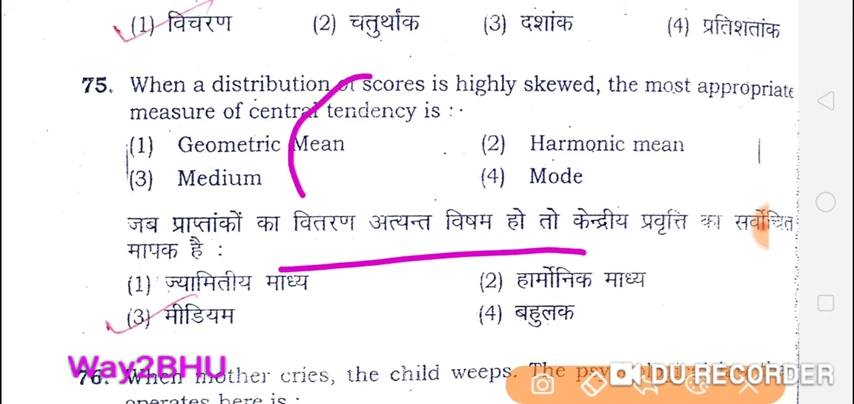 (1) विचरण (2) चतुर्थांक (3) दशांक (4) प्रतिशतांक
75. When a distribution of scores is highly skewed, the most appropriate
measure of central tendency is :
(1) Geometric Mean (2) Harmonic mean
(3) Medium (4) Mode
जब प्राप्तांकों का वितरण अत्यन्त विषम हो तो केन्द्रीय प्रवृत्ति का सर्वोचित
मापक है :
(1) ज्यामितीय माध्य (2) हार्मोनिक माध्य
(3) मीडियम (4) बहुलक
Way2BHU
76. When mother cries, the child weeps. The
DU RECORDER
operates here is :